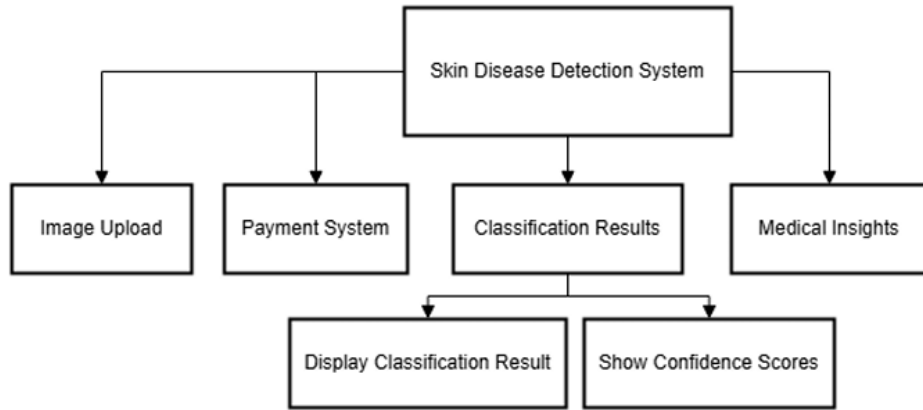 Skin Disease Detection System
Image Upload
Payment System
Classification Results
Medical Insights
Display Classification Result
Show Confidence Scores